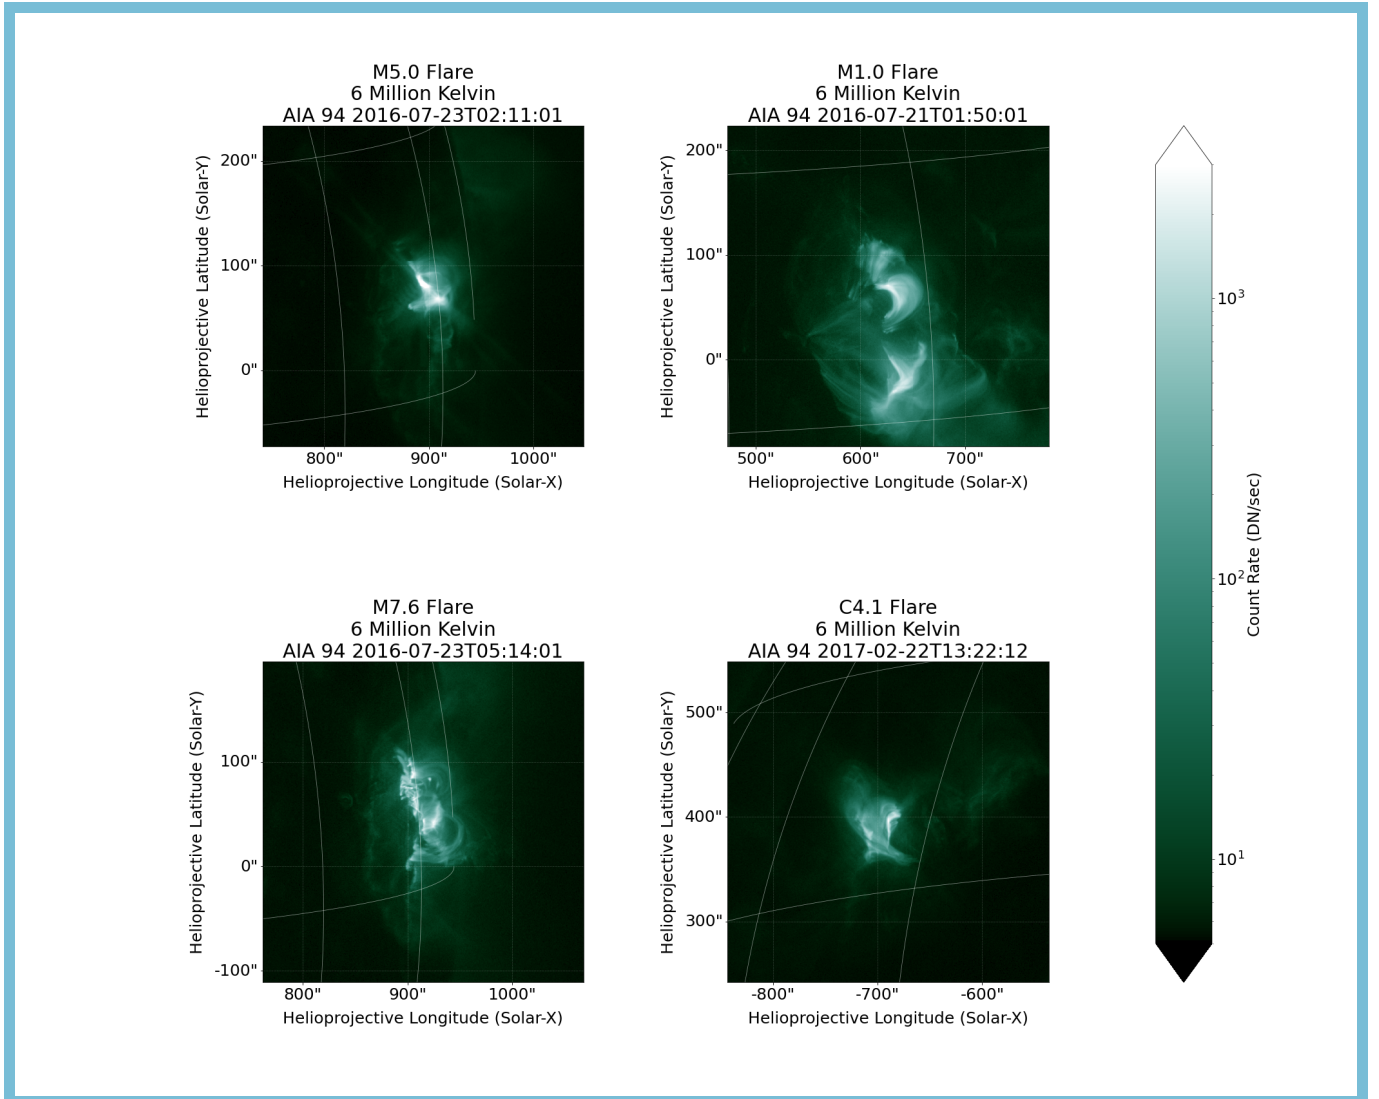 M5.0 Flare
6 Million Kelvin
AIA 94 2016-07-23T02:11:01
Helioprojective Latitude (Solar-Y)
200"
100"
0"
800" 900" 1000"
Helioprojective Longitude (Solar-X)
M1.0 Flare
6 Million Kelvin
AIA 94 2016-07-21T01:50:01
Helioprojective Latitude (Solar-Y)
200"
100"
0"
500" 600" 700"
Helioprojective Longitude (Solar-X)
M7.6 Flare
6 Million Kelvin
AIA 94 2016-07-23T05:14:01
Helioprojective Latitude (Solar-Y)
100"
0"
-100"
800" 900" 1000"
Helioprojective Longitude (Solar-X)
C4.1 Flare
6 Million Kelvin
AIA 94 2017-02-22T13:22:12
Helioprojective Latitude (Solar-Y)
500"
400"
300"
-800" -700" -600"
Helioprojective Longitude (Solar-X)
10³
10²
10¹
Count Rate (DN/sec)